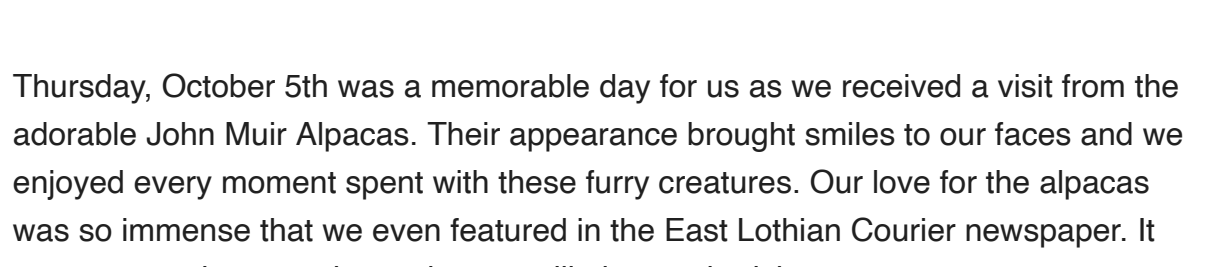 Thursday, October 5th was a memorable day for us as we received a visit from the
adorable John Muir Alpacas. Their appearance brought smiles to our faces and we
enjoyed every moment spent with these furry creatures. Our love for the alpacas
was so immense that we even featured in the East Lothian Courier newspaper. It